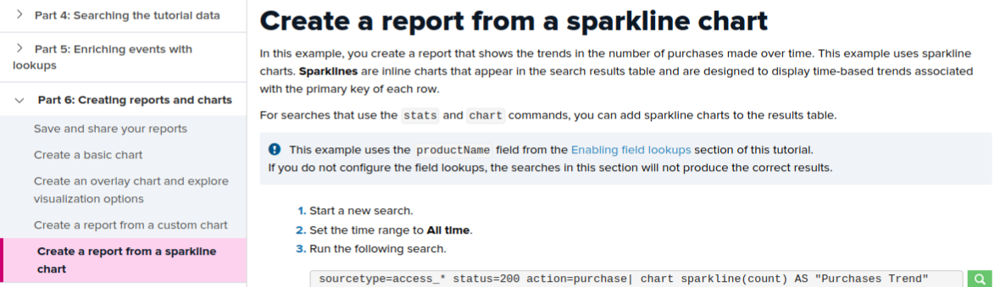 Part 4: Searching the tutorial data
Part 5: Enriching events with
lookups
Part 6: Creating reports and charts
Save and share your reports
Create a basic chart
Create an overlay chart and explore
visualization options
Create a report from a custom chart
Create a report from a sparkline
chart
Create a report from a sparkline chart
In this example, you create a report that shows the trends in the number of purchases made over time. This example uses sparkline
charts. Sparklines are inline charts that appear in the search results table and are designed to display time-based trends associated
with the primary key of each row.
For searches that use the stats and chart commands, you can add sparkline charts to the results table.
This example uses the productName field from the Enabling field lookups section of this tutorial.
If you do not configure the field lookups, the searches in this section will not produce the correct results.
1. Start a new search.
2. Set the time range to All time.
3. Run the following search.
sourcetype=access_* status=200 action=purchase| chart sparkline(count) AS "Purchases Trend"